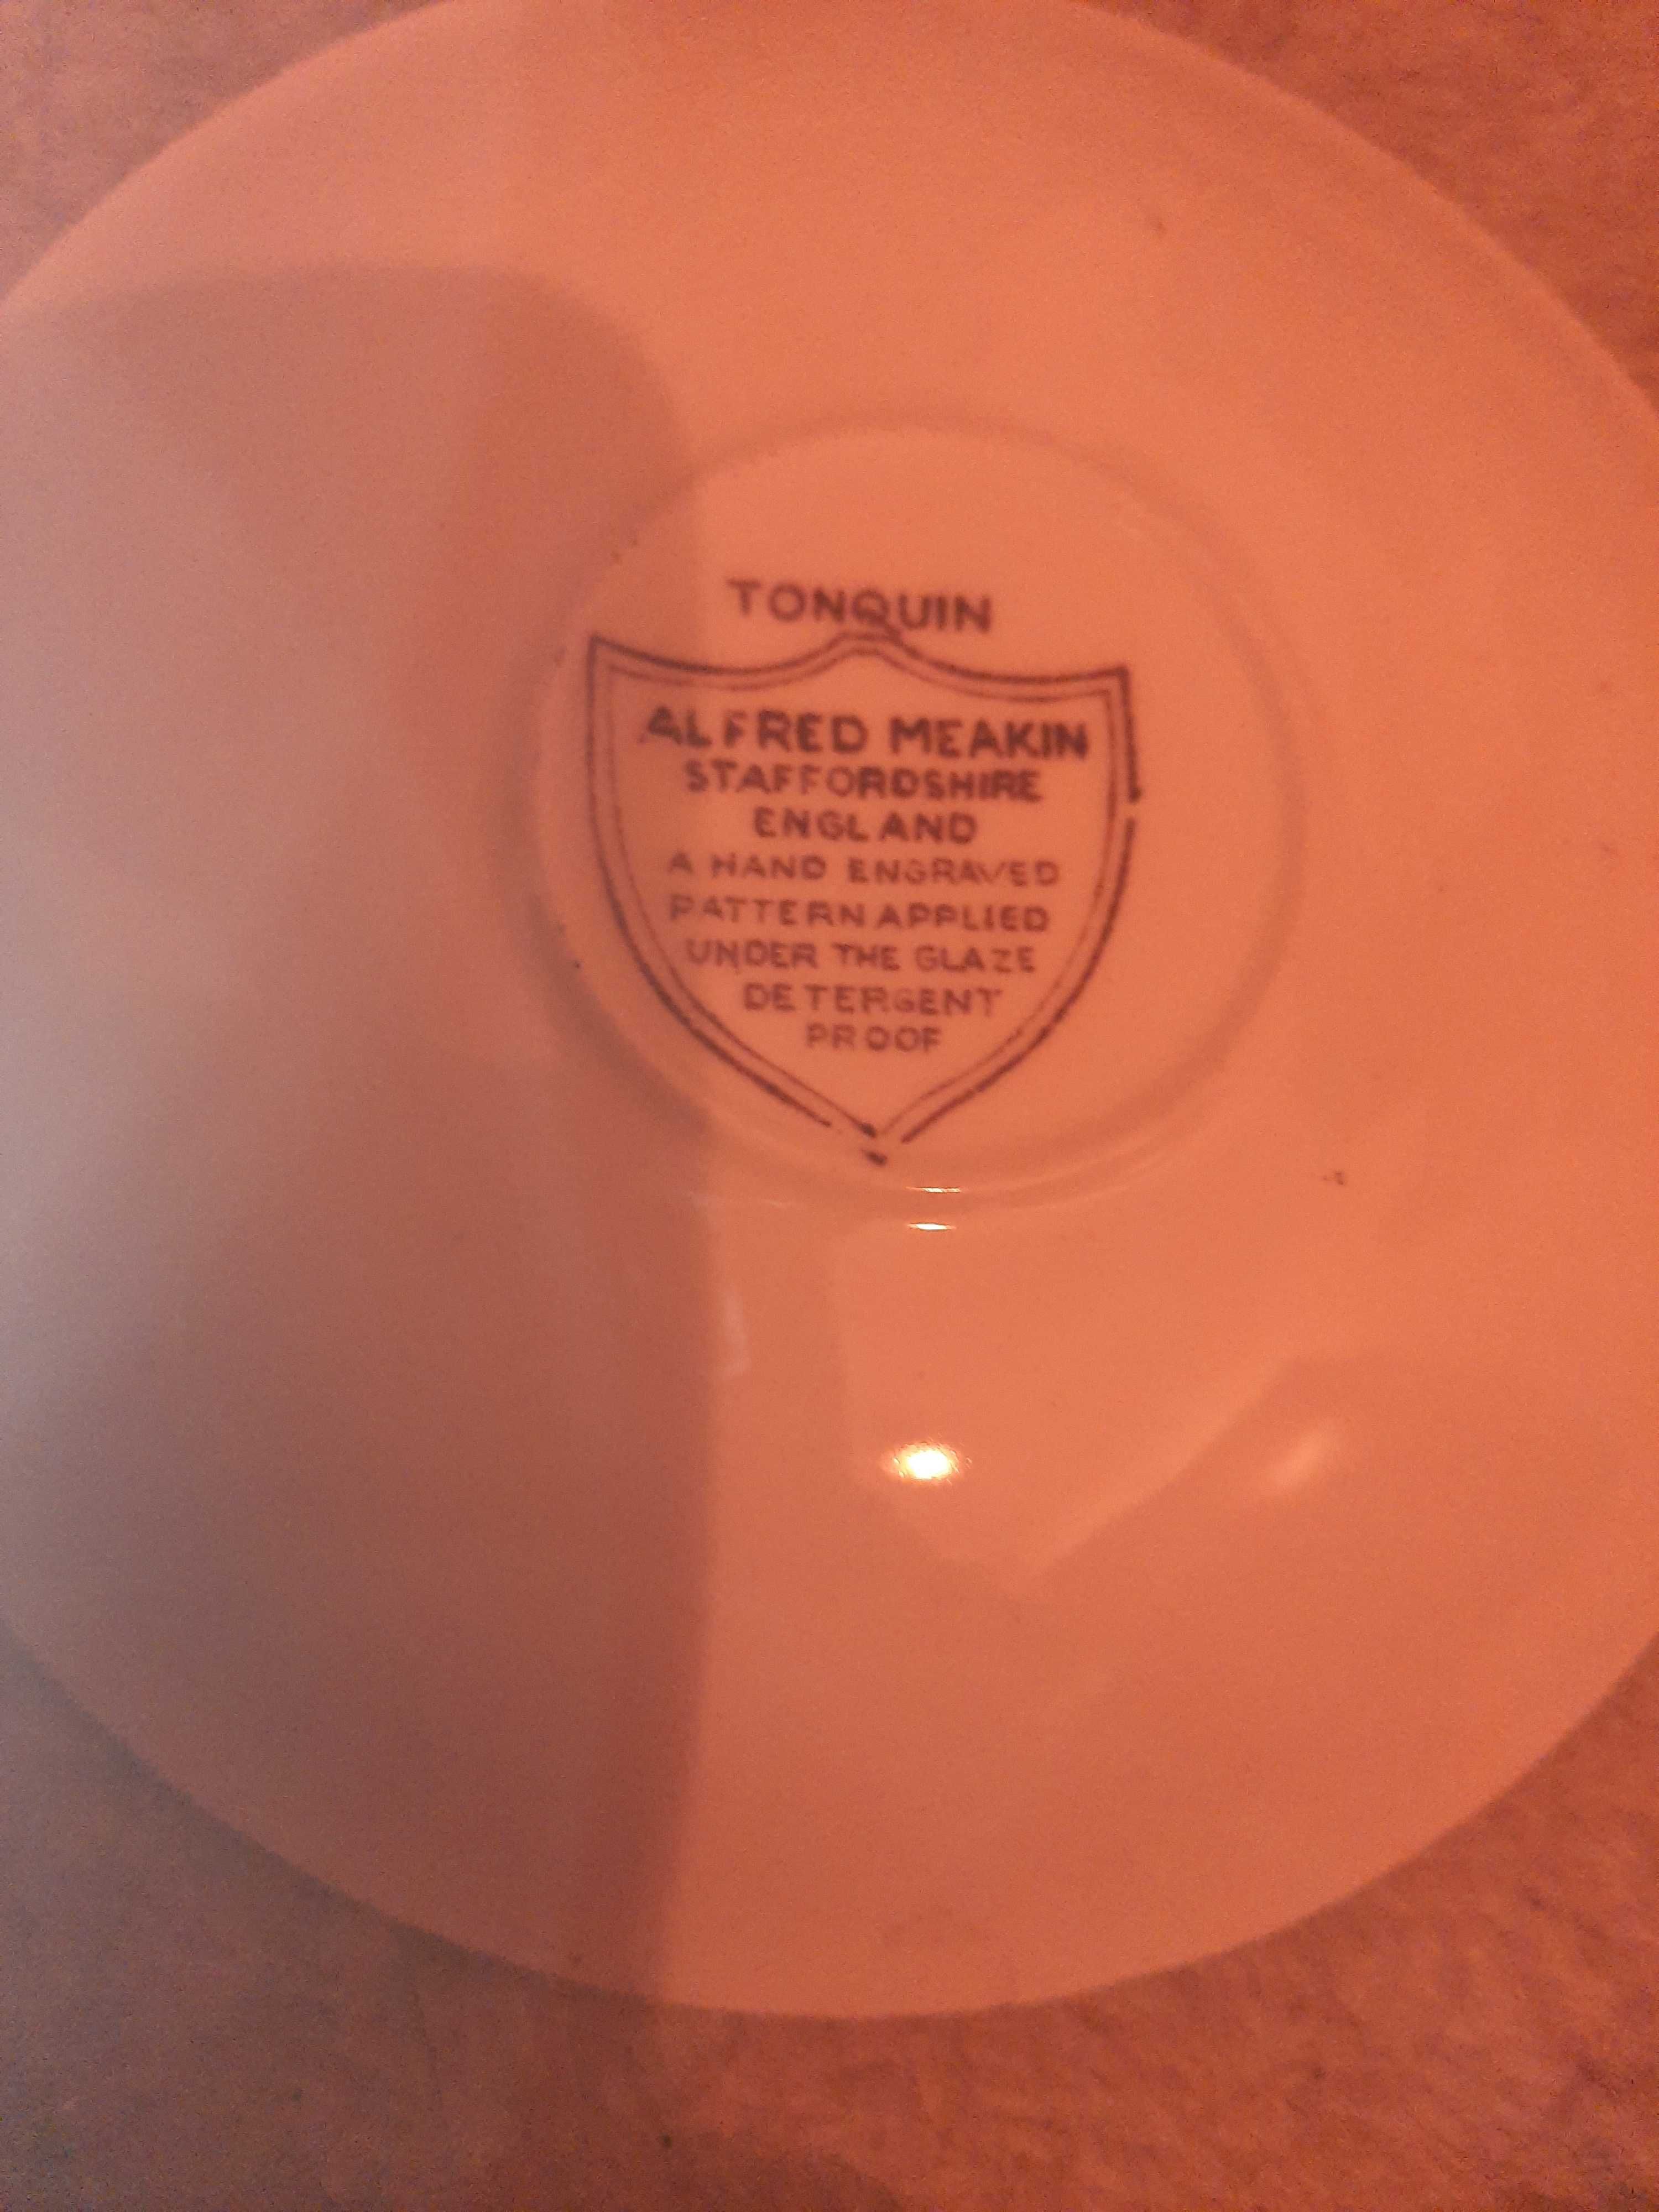 TONQUIN
ALFRED MEAKIN
STAFFORDSHIRE
ENGLAND
A HAND ENGRAVED
PATTERN APPLIED
UNDER THE GLAZE
DETERGENT
PROOF